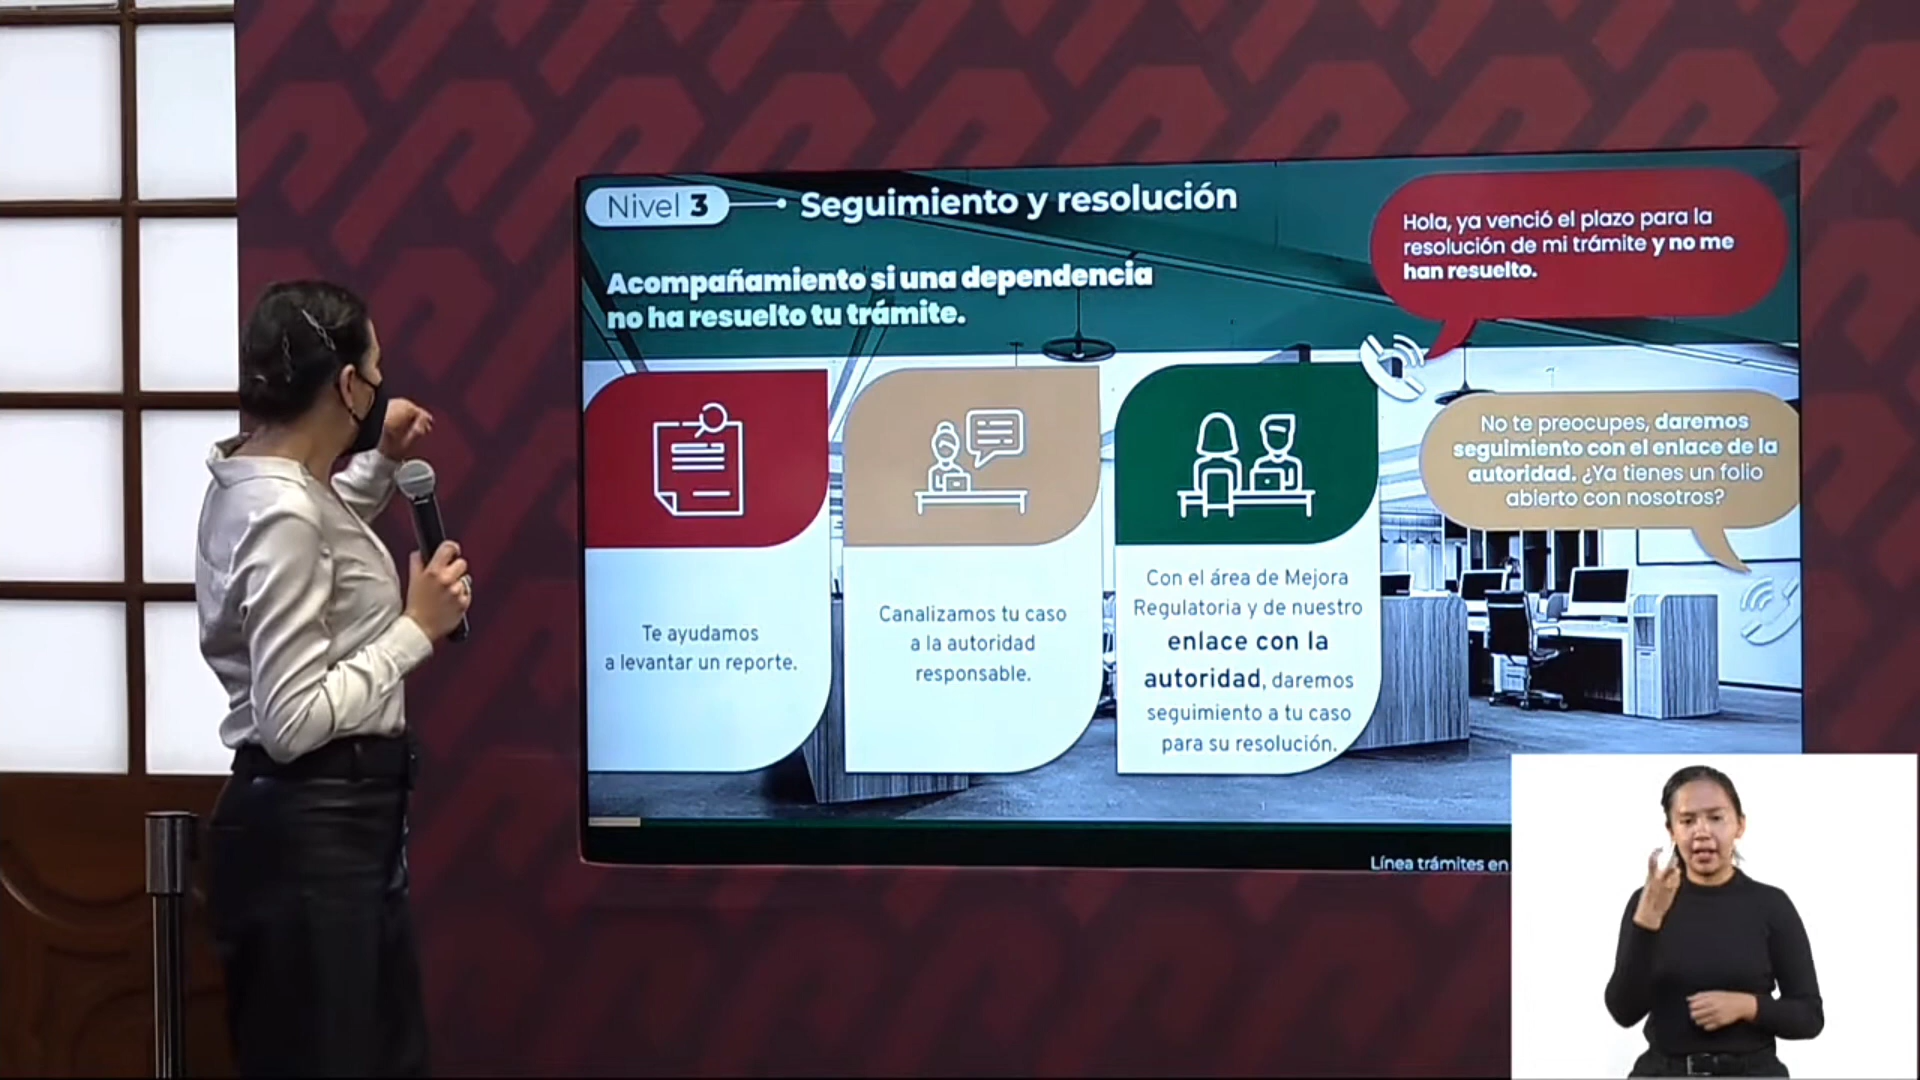 Nivel 3
Seguimiento y resolución
Acompañamiento si una dependencia
no ha resuelto tu trámite.
Hola, ya venció el plazo para la
resolución de mi trámite y no me
han resuelto.
No te preocupes, daremos
seguimiento con el enlace de la
autoridad. ¿Ya tienes un folio
abierto con nosotros?
Te ayudamos
a levantar un reporte.
Canalizamos tu caso
a la autoridad
responsable.
Con el área de Mejora
Regulatoria y de nuestro
enlace con la
autoridad, daremos
seguimiento a tu caso
para su resolución.
Línea trámites en